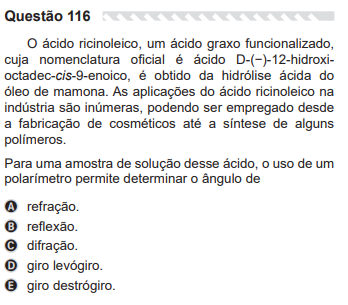 Questão 116
O ácido ricinoleico, um ácido graxo funcionalizado,
cuja nomenclatura oficial é ácido D-(−)-12-hidroxi-
octadec-cis-9-enoico, é obtido da hidrólise ácida do
óleo de mamona. As aplicações do ácido ricinoleico na
indústria são inúmeras, podendo ser empregado desde
a fabricação de cosméticos até a síntese de alguns
polímeros.
Para uma amostra de solução desse ácido, o uso de um
polarímetro permite determinar o ângulo de
A refração.
B reflexão.
C difração.
D giro levógiro.
E giro destrógiro.